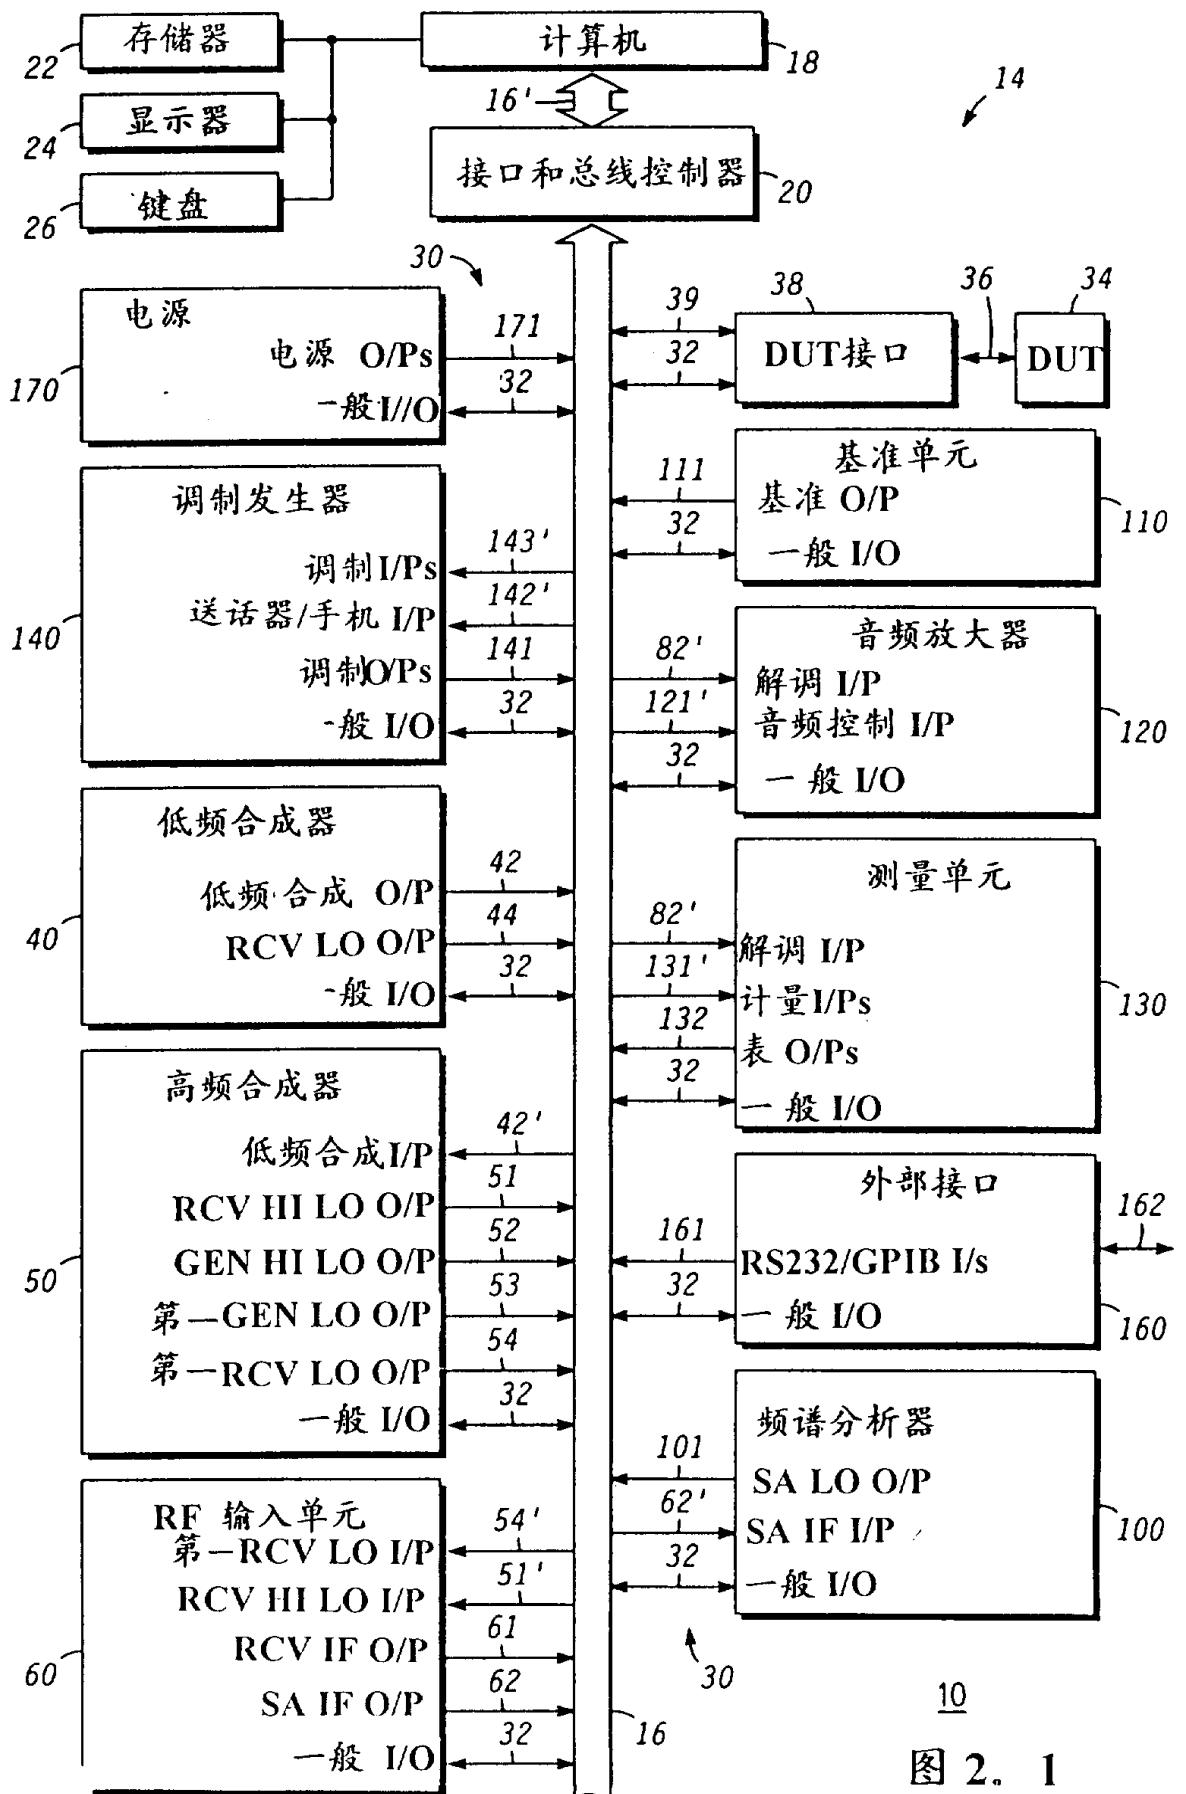 存储器
22
计算机
18
显示器
24
16'
14
键盘
26
接口和总线控制器
20
30
电源
电源 O/Ps
171
一般I//O
32
170
39
38
DUT接口
32
36
34
DUT
调制发生器
调制I/Ps
143'
送话器/手机 I/P
142'
调制O/Ps
141
一般 I/O
32
140
基准单元
111
基准 O/P
32
一般 I/O
110
音频放大器
82'
解调 I/P
121'
音频控制 I/P
32
一般 I/O
120
低频合成器
低频合成 O/P
42
RCV LO O/P
44
一般 I/O
32
40
测量单元
82'
解调 I/P
131'
计量I/Ps
132
表 O/Ps
32
一般 I/O
130
高频合成器
低频合成I/P
42'
RCV HI LO O/P
51
GEN HI LO O/P
52
第一GEN LO O/P
53
第一RCV LO O/P
54
一般 I/O
32
50
外部接口
161
RS232/GPIB I/s
162
32
一般 I/O
160
RF 输入单元
第一RCV LO I/P
54'
RCV HI LO I/P
51'
RCV IF O/P
61
SA IF O/P
62
一般 I/O
32
60
频谱分析器
101
SA LO O/P
62'
SA IF I/P
32
一般 I/O
100
30
16
10
图 2. 1